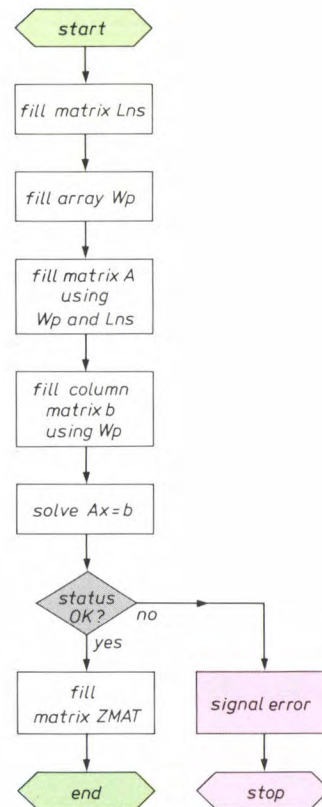 start
fill matrix Lns
fill array Wp
fill matrix A
using
Wp and Lns
fill column
matrix b
using Wp
solve Ax=b
status
OK?
no
yes
fill
matrix ZMAT
signal error
end
stop